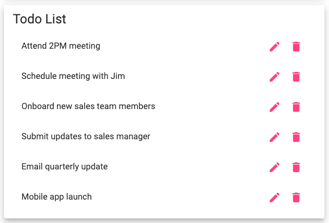 Todo List
Attend 2PM meeting
Schedule meeting with Jim
Onboard new sales team members
Submit updates to sales manager
Email quarterly update
Mobile app launch